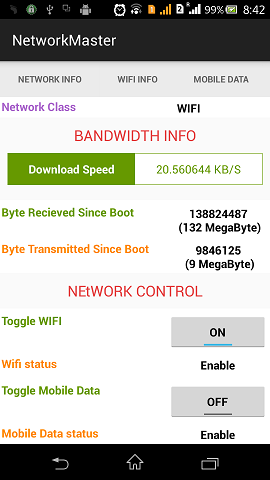 99% 8:42
NetworkMaster
NETWORK INFO WIFI INFO MOBILE DATA
Network Class WIFI
BANDWIDTH INFO
Download Speed 20.560644 KB/S
Byte Recieved Since Boot 138824487
(132 MegaByte)
Byte Transmitted Since Boot 9846125
(9 MegaByte)
NEtWORK CONTROL
Toggle WIFI ON
Wifi status Enable
Toggle Mobile Data OFF
Mobile Data status Enable